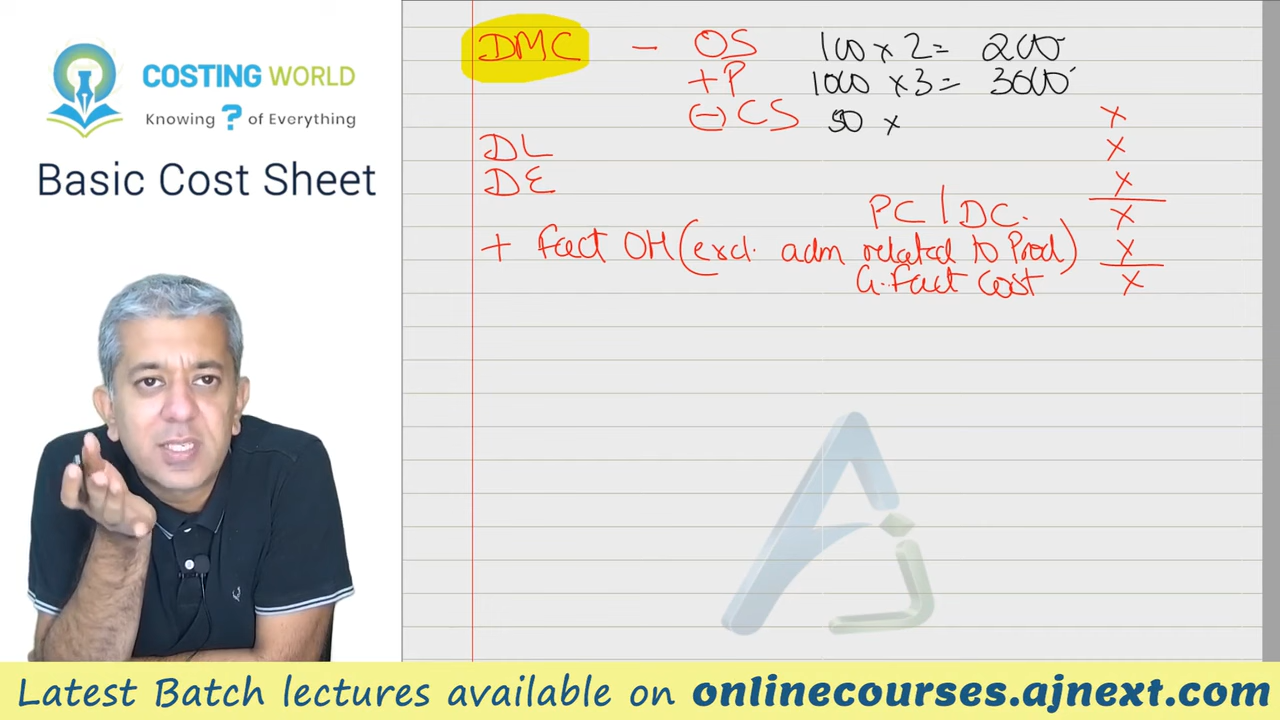 COSTING WORLD
Knowing ? of Everything
Basic Cost Sheet
DMC - OS 100 x 2 = 200
+ P 1000 x 3 = 3000
(-) CS 50 x x
DL x
DE x
PC / DC. x
+ fact OH (excl. adm related to Prod) x
G. Fact Cost x
Latest Batch lectures available on onlinecourses.ajnext.com